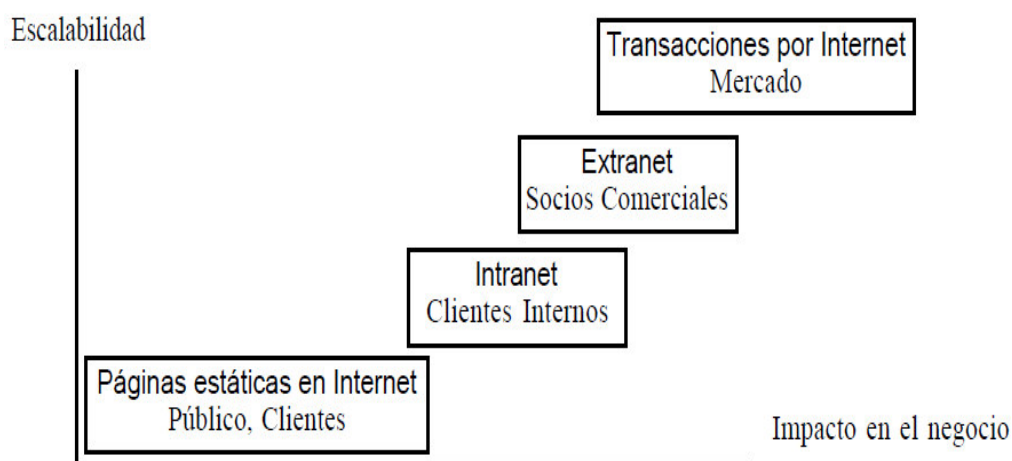 Escalabilidad
Transacciones por Internet
Mercado
Extranet
Socios Comerciales
Intranet
Clientes Internos
Páginas estáticas en Internet
Público, Clientes
Impacto en el negocio